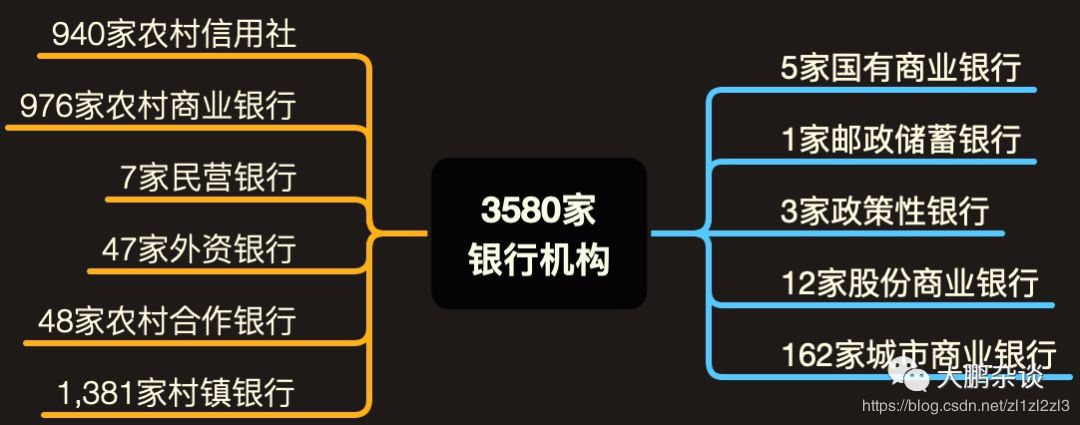 940家农村信用社
976家农村商业银行
7家民营银行
47家外资银行
48家农村合作银行
1,381家村镇银行
3580家
银行机构
5家国有商业银行
1家邮政储蓄银行
3家政策性银行
12家股份商业银行
162家城市商业银行
大鹏杂谈
https://blog.csdn.net/zl1zl2zl3